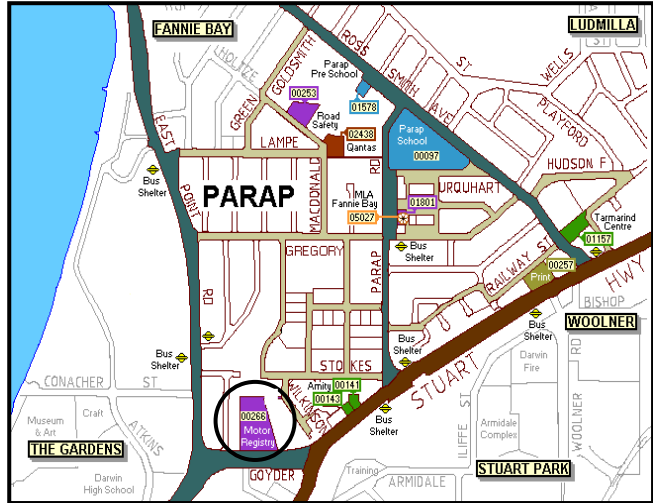 FANNIE BAY
LUDMILLA
GOLDSMITH
ROSS
SMITH
AVE
ST
WELLS
HOLTZE
GREEN
Parap
Pre School
00253
01578
PLAYFORD
Road
Safety
02438
Qantas
Parap
School
00097
EAST
LAMPE
HUDSON F
Bus
Shelter
POINT
PARAP
MACDONALD
RD
MLA
Fannie Bay
05027
01801
URQUHART
Tarmarind
Centre
01157
GREGORY
Bus
Shelter
PARAP
RAILWAY ST
00257
Print
HWY
RD
BISHOP
WOOLNER
Bus
Shelter
Bus
Shelter
Bus
Shelter
STOKES
STUART
Darwin
Fire
RD
CONACHER ST
Amity
00141
00143
WILKINSON
Museum
& Art
Craft
ATKINS
00266
Motor
Registry
Bus
Shelter
ILIFFE ST
Armidale
Complex
WOOLNER
THE GARDENS
GOYDER
STUART PARK
Darwin
High School
Training
ARMIDALE